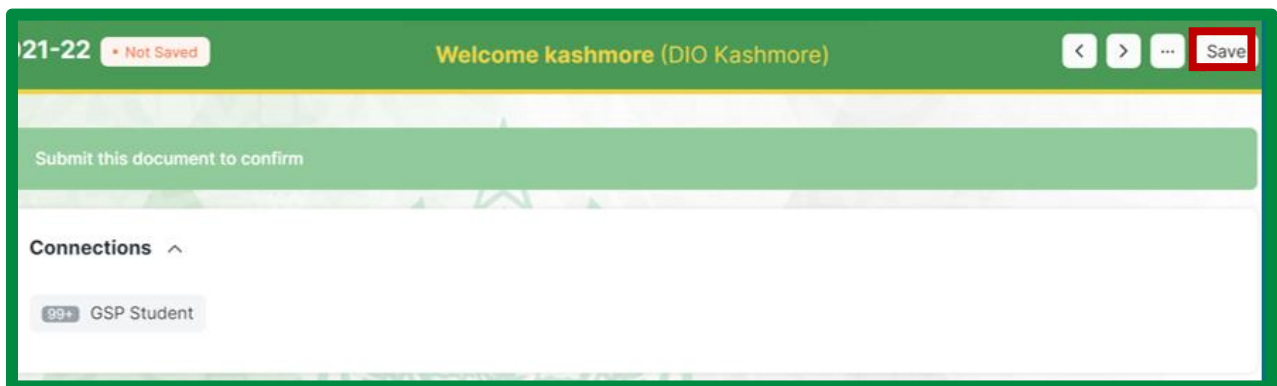 021-22 • Not Saved Welcome kashmore (DIO Kashmore) < > ... Save
Submit this document to confirm
Connections
99+ GSP Student